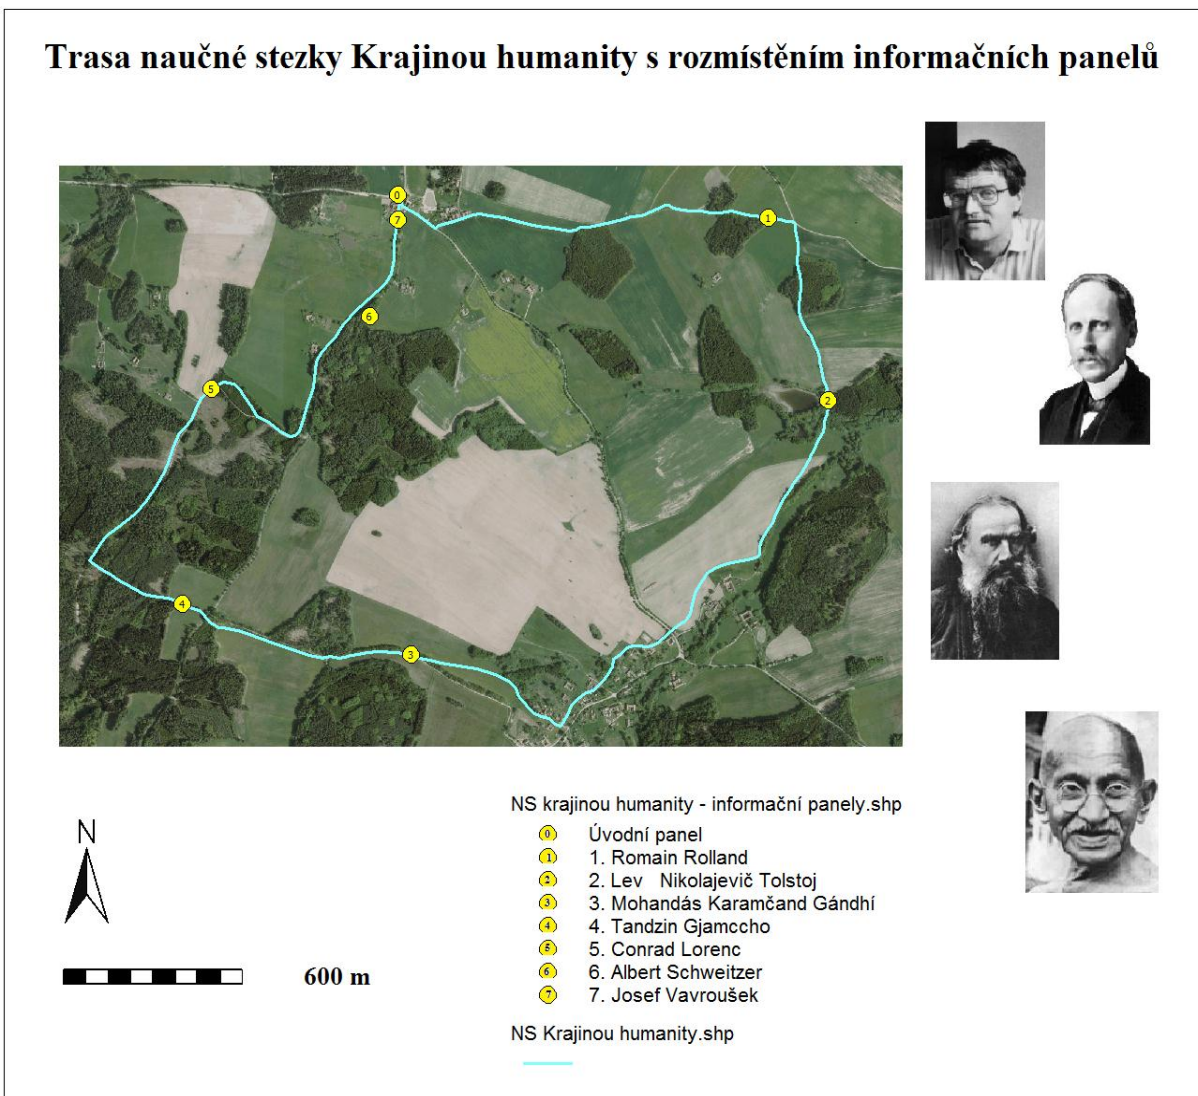 Trasa naučné stezky Krajinou humanity s rozmístěním informačních panelů
0
7
1
6
5
2
4
3
N
600 m
NS krajinou humanity - informační panely.shp
0 Úvodní panel
1 1. Romain Rolland
2 2. Lev Nikolajevič Tolstoj
3 3. Mohandás Karamčand Gándhí
4 4. Tandzin Gjamccho
5 5. Conrad Lorenc
6 6. Albert Schweitzer
7 7. Josef Vavroušek
NS Krajinou humanity.shp